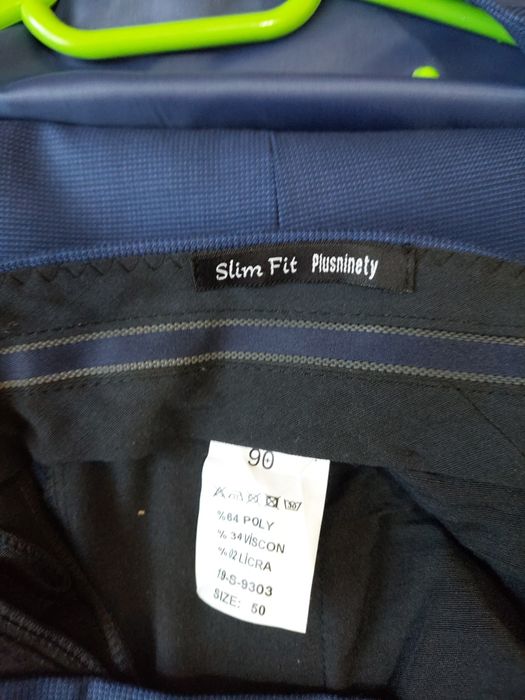 Slim Fit Plusninety
90
%64 POLY
% 34 VİSCON
%02 LİCRA
19-S-9303
SIZE: 50